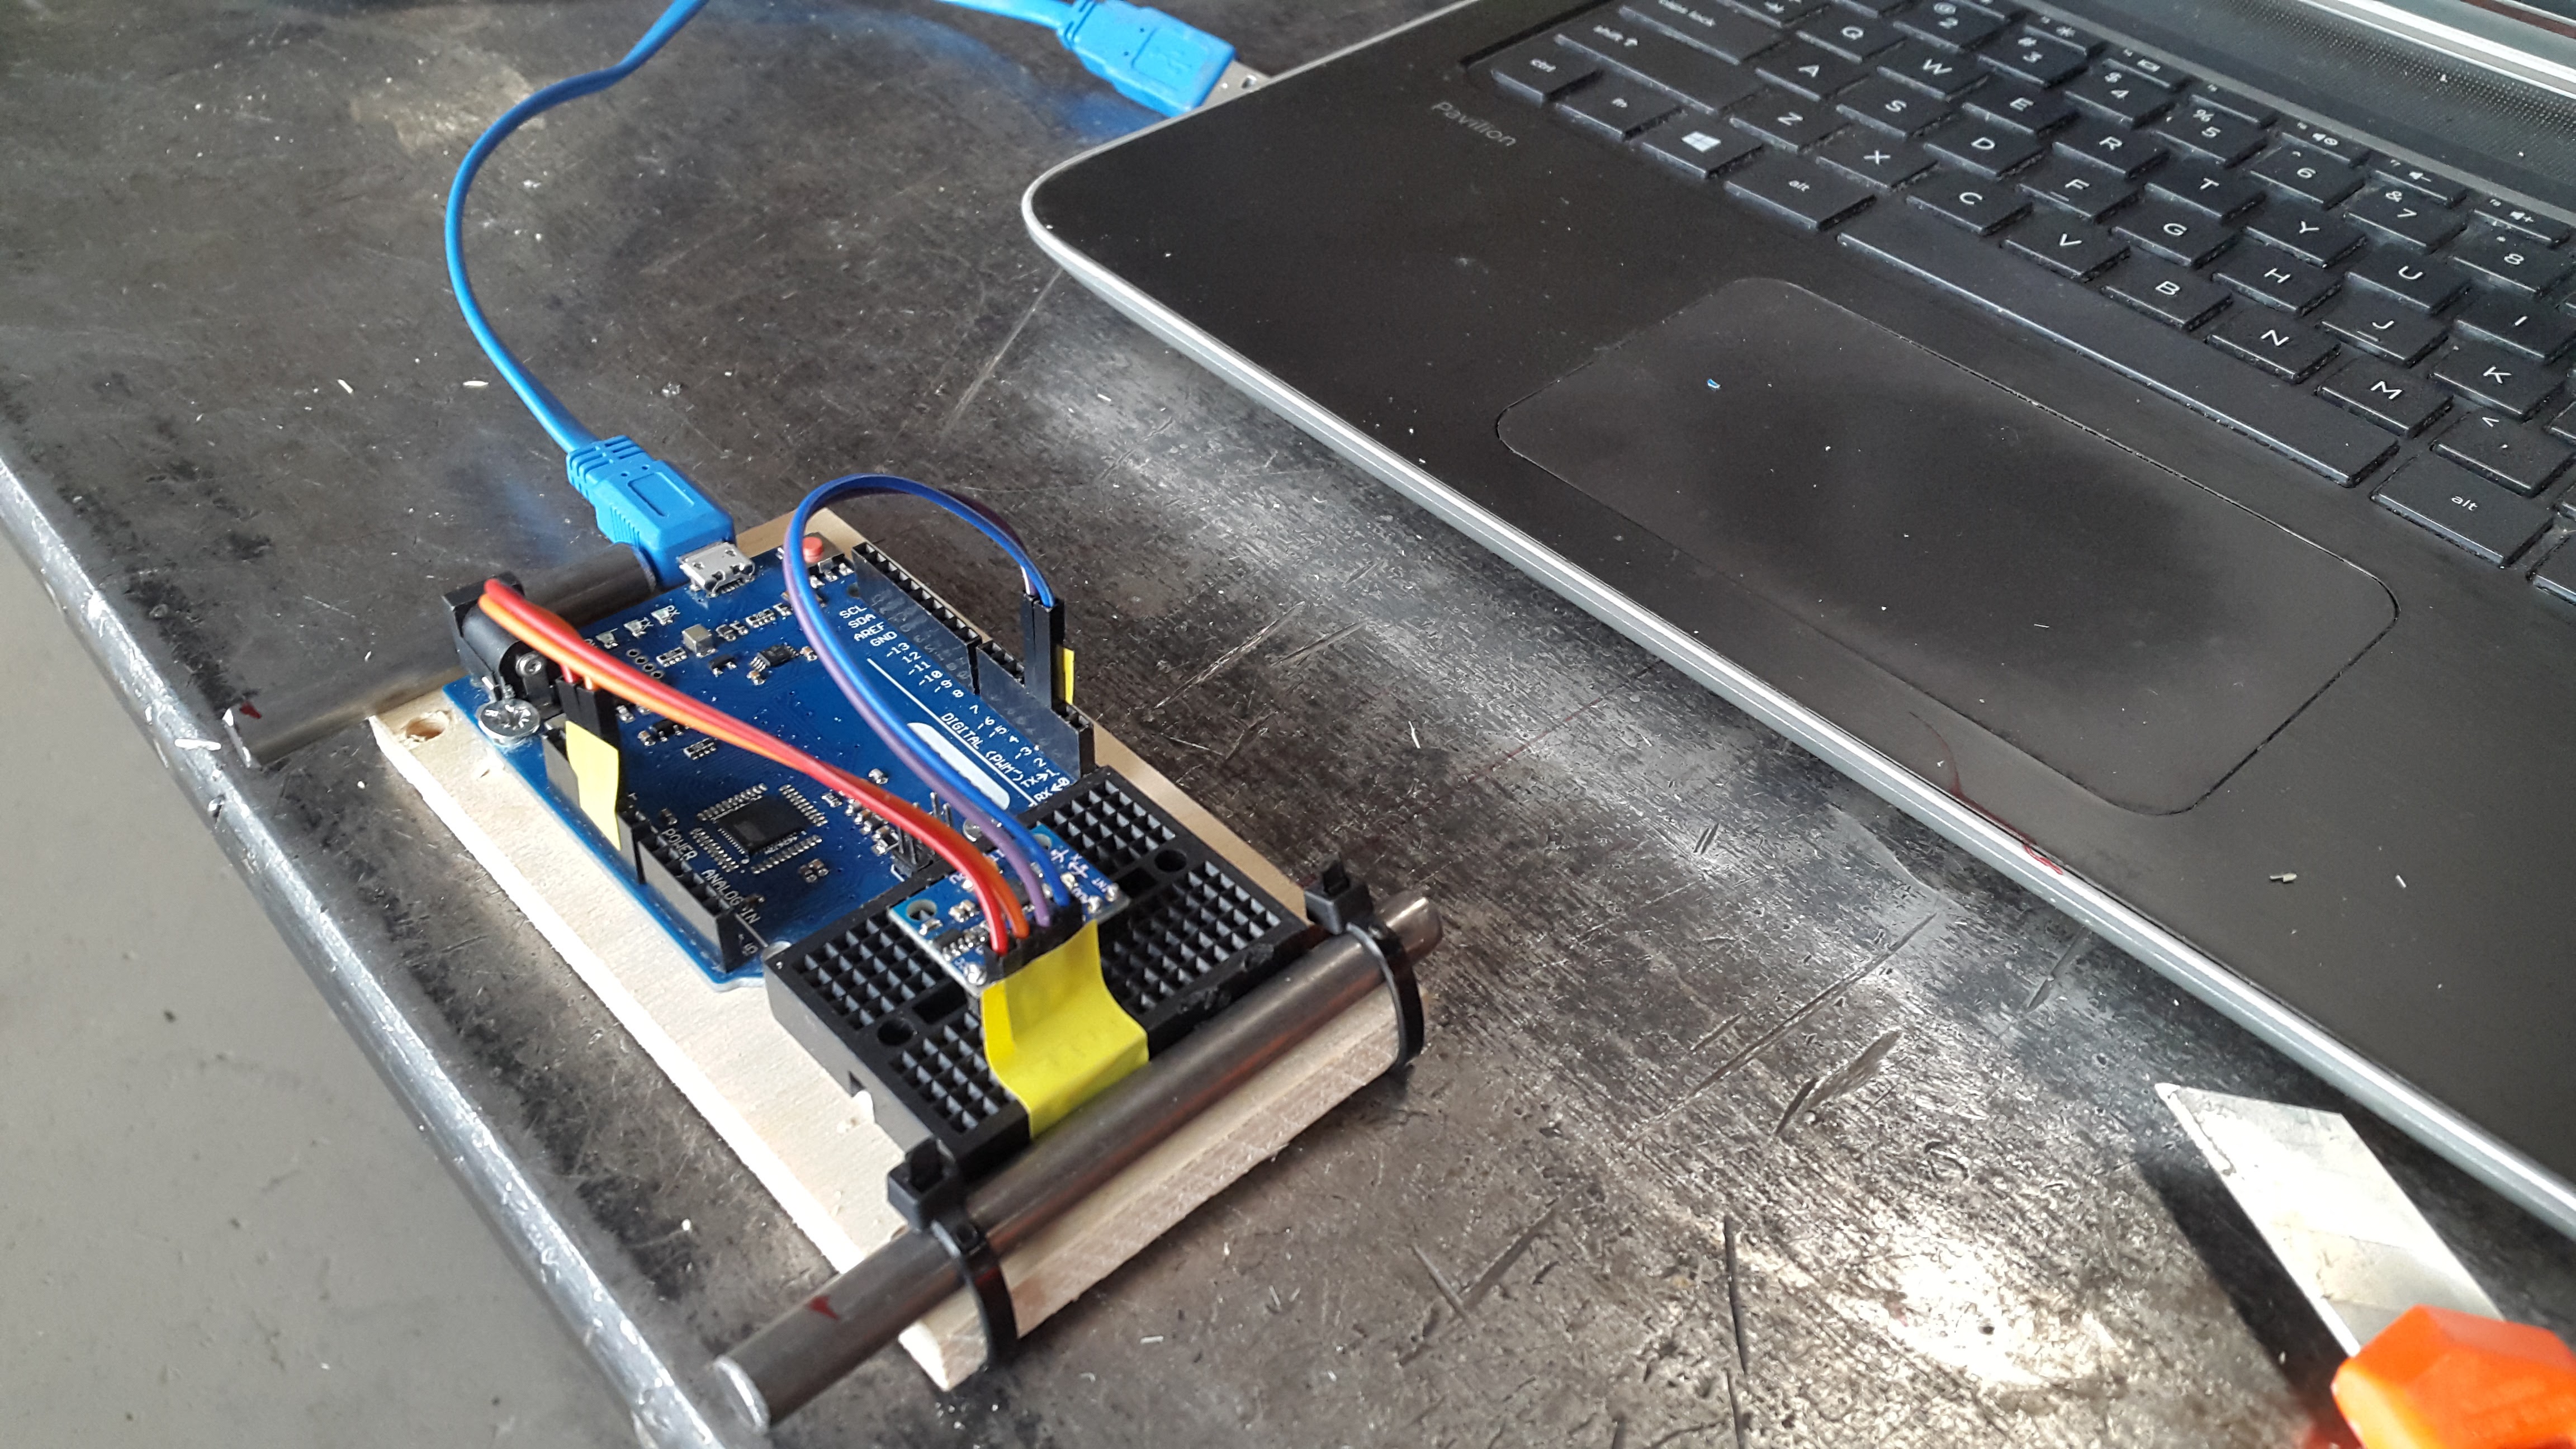 Pavilion
caps lock
shift
ctrl
fn
alt
alt
Q
W
E
R
T
Y
U
I
A
S
D
F
G
H
J
K
Z
X
C
V
B
N
M
@
2
#
3
$
4
%
5
^
6
&
7
*
8
<
,
SCL
SDA
AREF
GND
~13
12
~11
~10
~9
8
7
~6
~5
4
~3
2
TX→1
RX←0
DIGITAL (PWM~)
POWER
ANALOG IN
INT